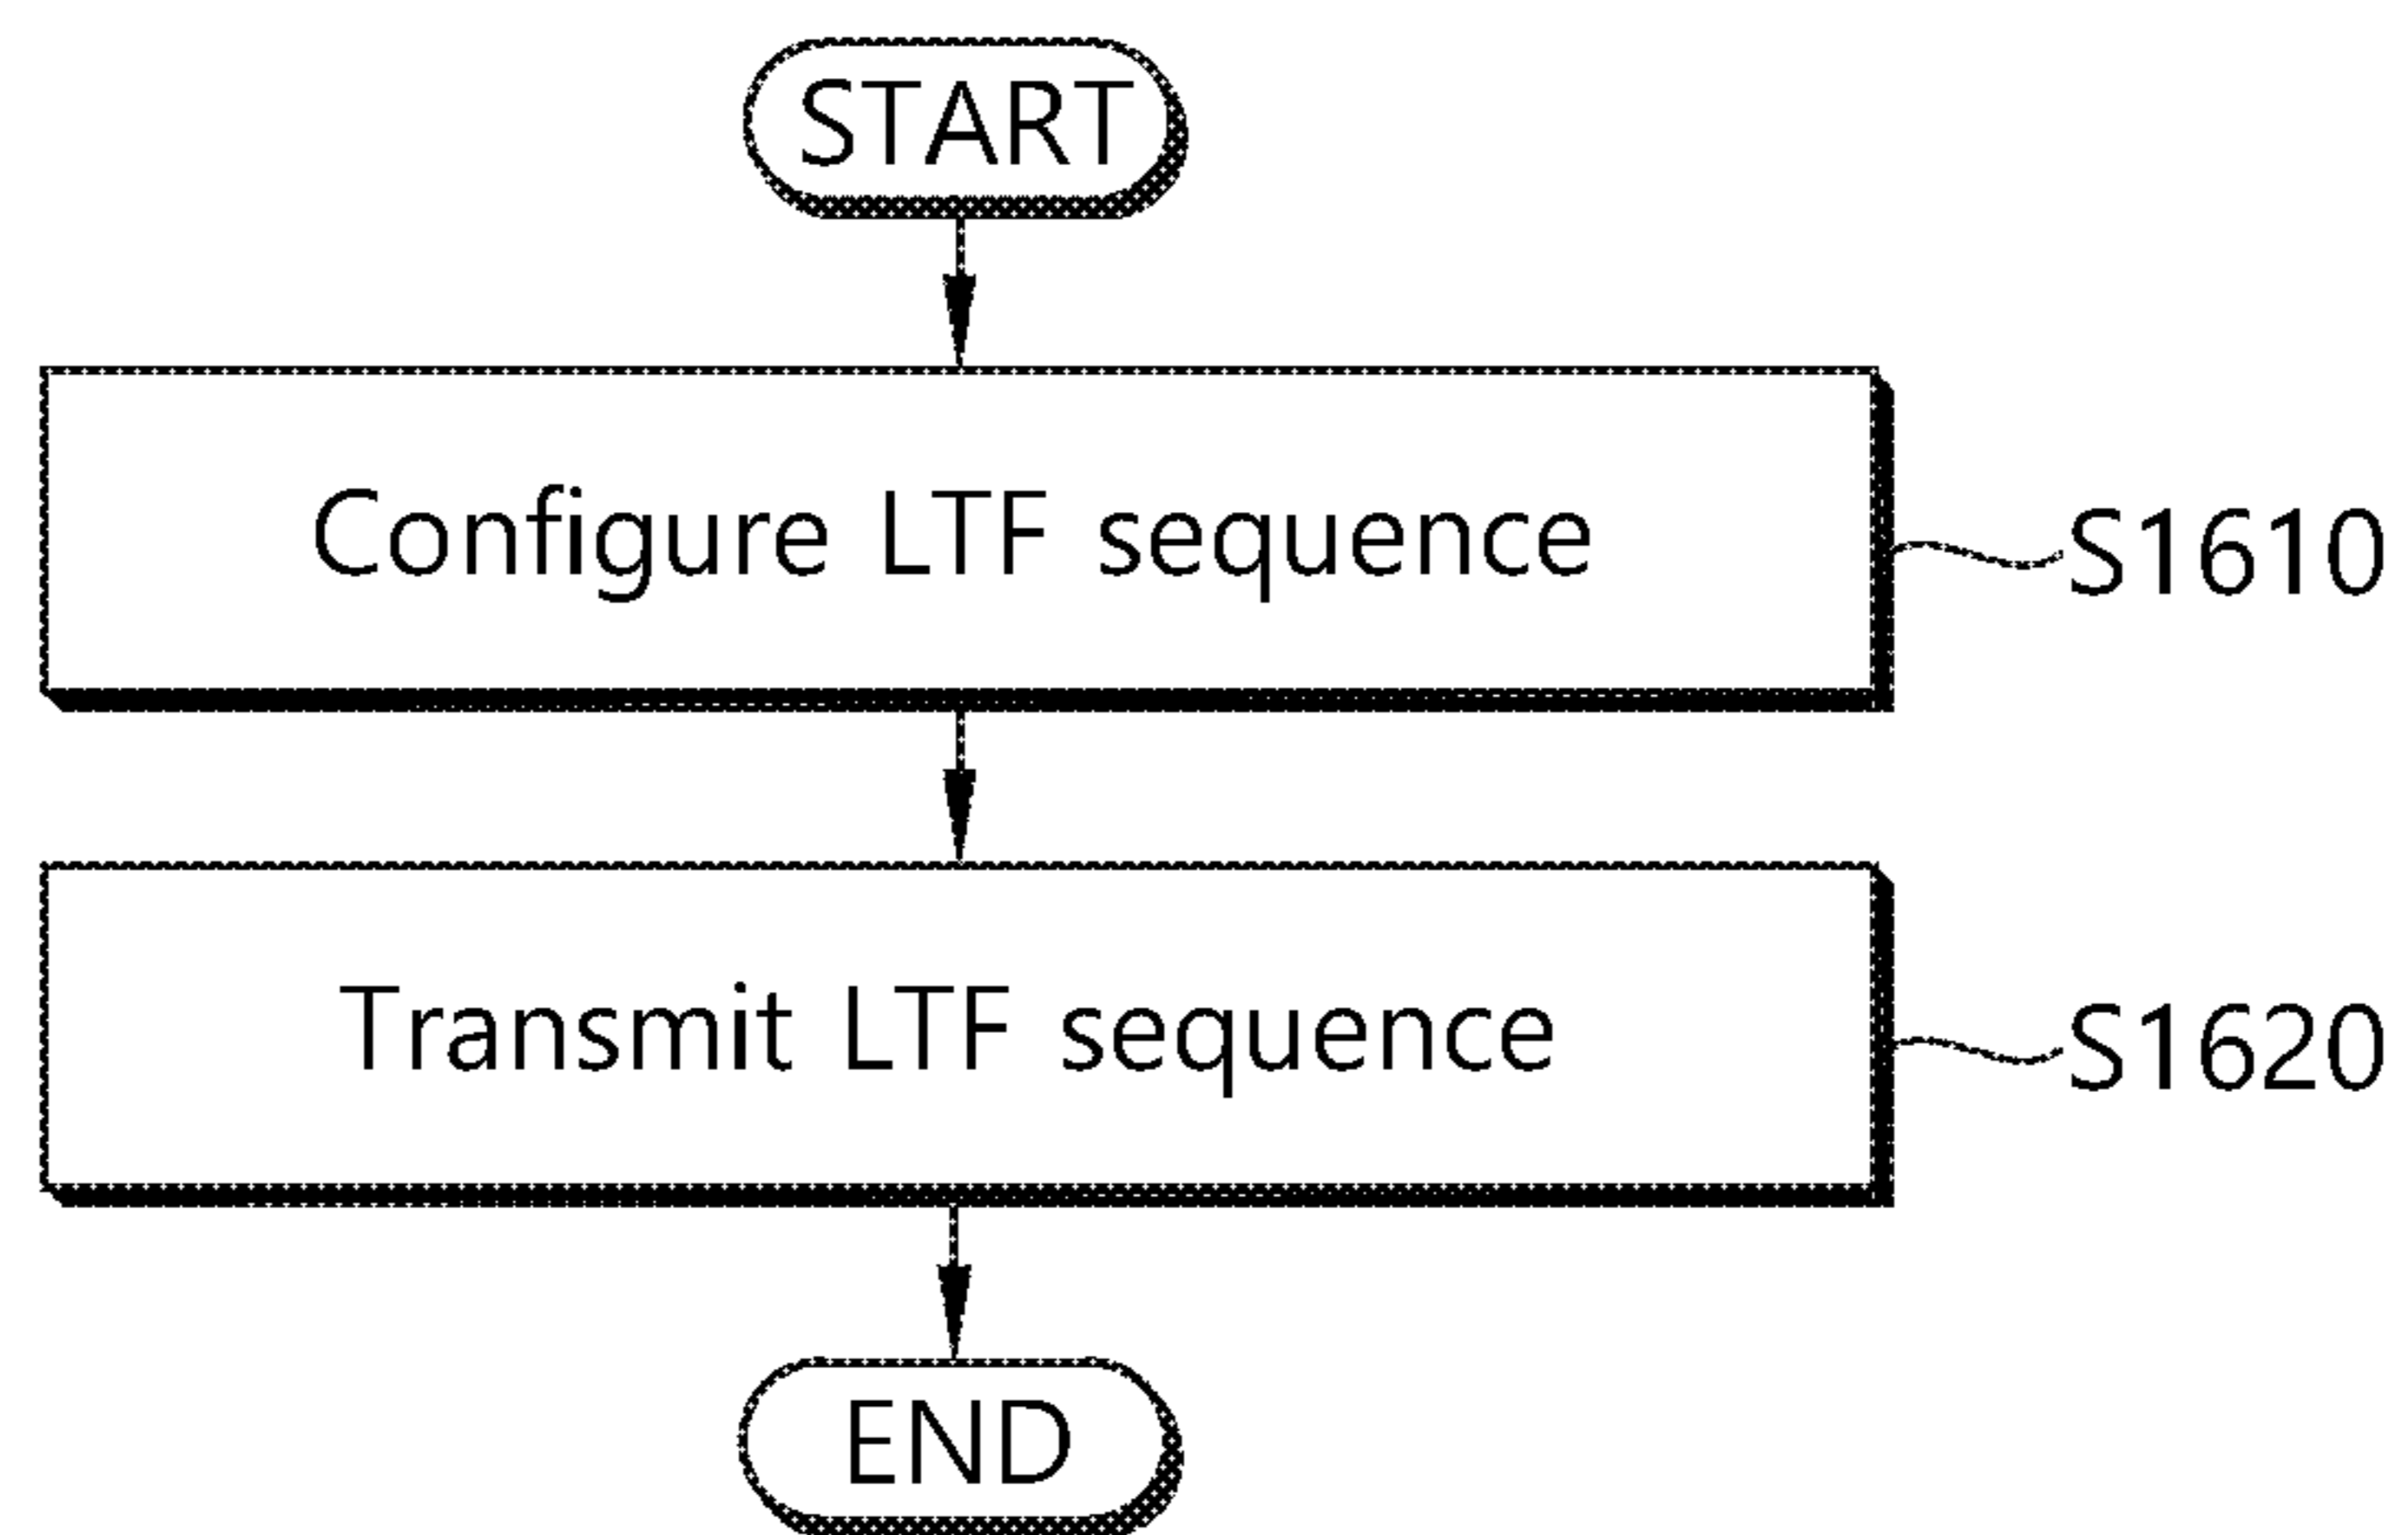 START
Configure LTF sequence
S1610
Transmit LTF sequence
S1620
END